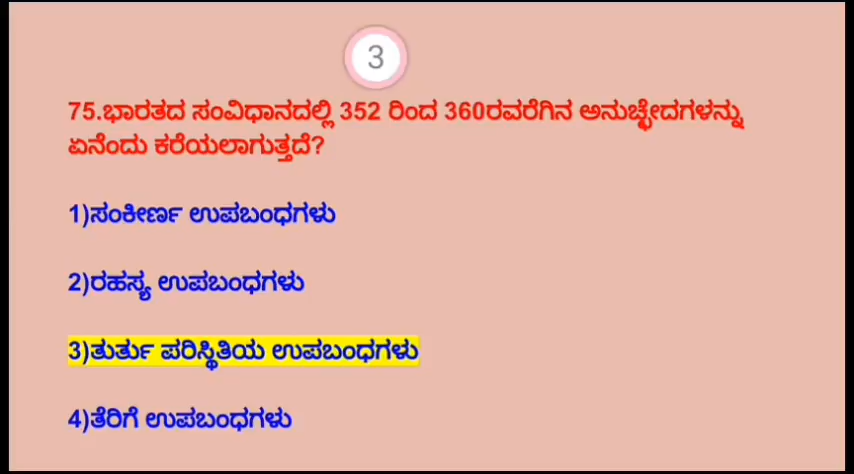 3
75.ಭಾರತದ ಸಂವಿಧಾನದಲ್ಲಿ 352 ರಿಂದ 360ರವರೆಗಿನ ಅನುಚ್ಛೇದಗಳನ್ನು
ಏನೆಂದು ಕರೆಯಲಾಗುತ್ತದೆ?
1)ಸಂಕೀರ್ಣ ಉಪಬಂಧಗಳು
2)ರಹಸ್ಯ ಉಪಬಂಧಗಳು
3)ತುರ್ತು ಪರಿಸ್ಥಿತಿಯ ಉಪಬಂಧಗಳು
4)ತೆರಿಗೆ ಉಪಬಂಧಗಳು